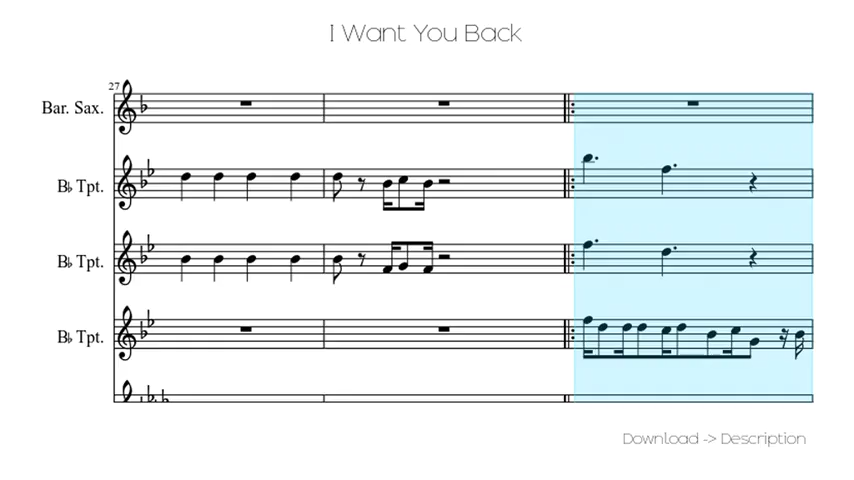 I Want You Back
27
Bar. Sax.
B♭ Tpt.
B♭ Tpt.
B♭ Tpt.
Download -> Description